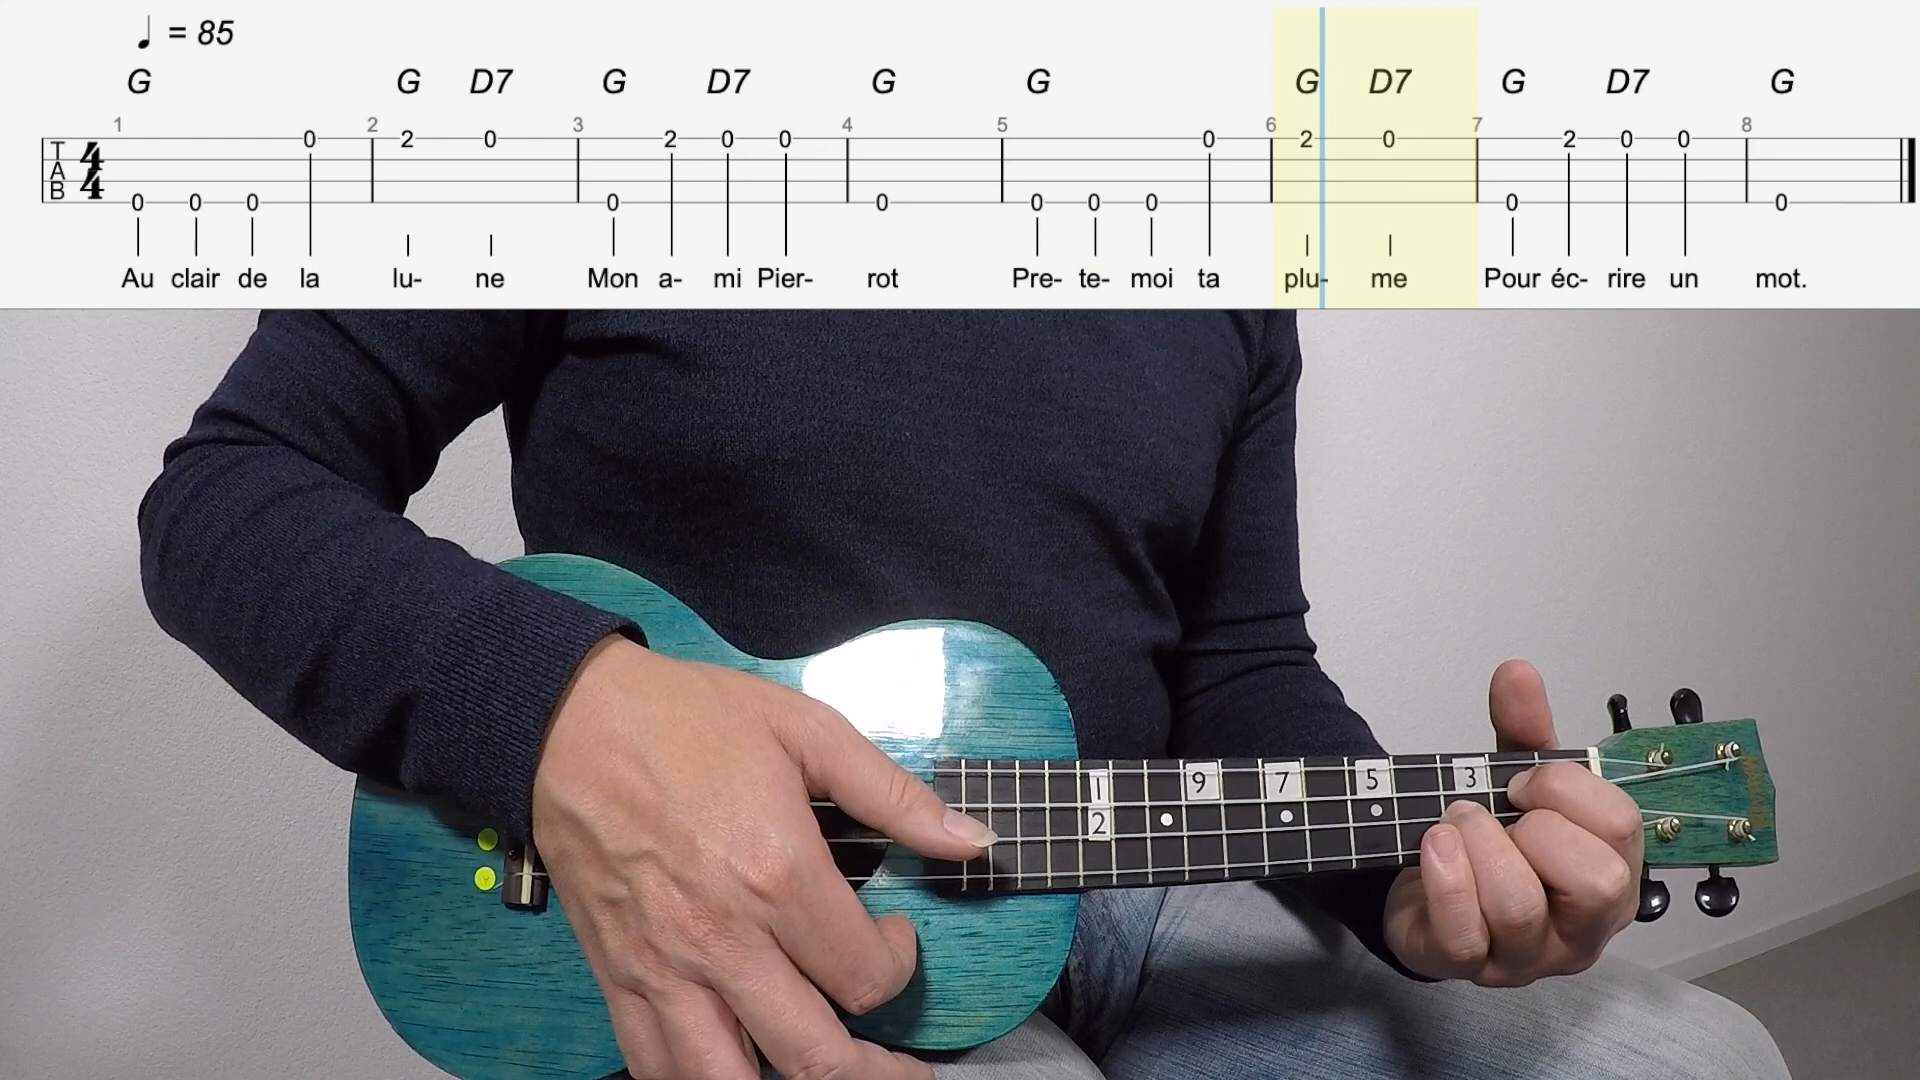 ♩ = 85
G G D7 G D7 G G G D7 G D7 G
1 2 3 4 5 6 7 8
T 4 0 2 0 2 0 0 0 2 0 2 0 0
A
B 4 0 0 0 0 0 0 0 0 0 0
Au clair de la lu- ne Mon a- mi Pier- rot Pre- te- moi ta plu- me Pour éc- rire un mot.
1 9 7 5 3
2